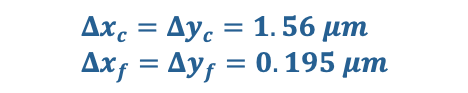 Δx_c = Δy_c = 1.56 μm
Δx_f = Δy_f = 0.195 μm